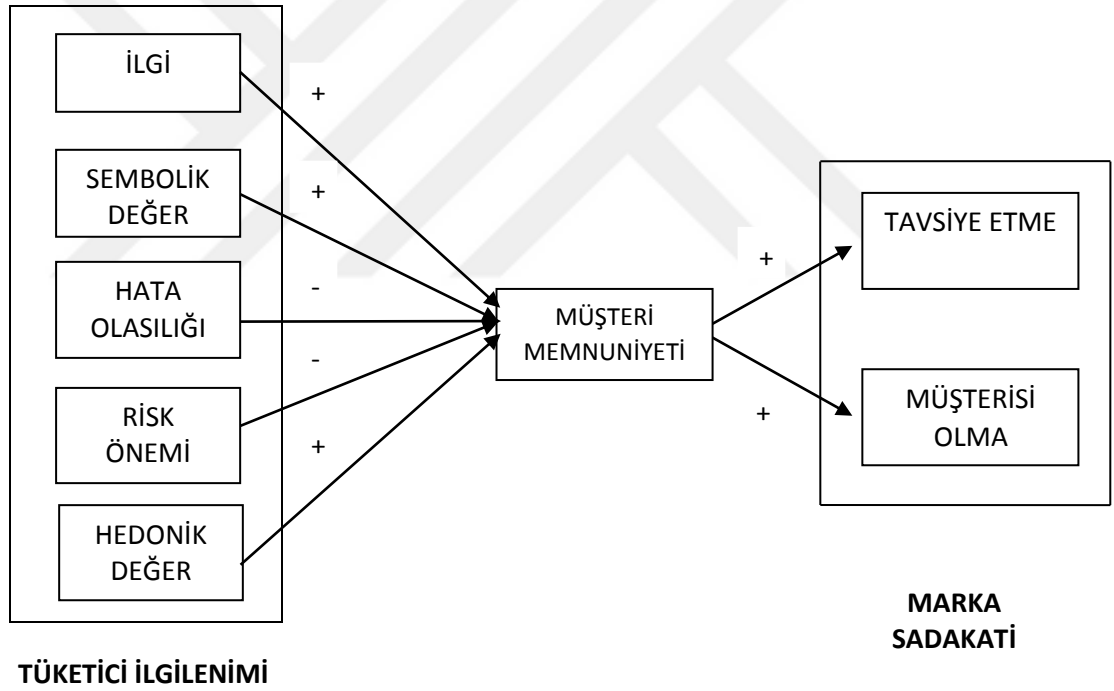 İLGİ
+
SEMBOLİK
DEĞER
+
HATA
OLASILIĞI
-
RİSK
ÖNEMİ
-
HEDONİK
DEĞER
+
TÜKETİCİ İLGİLENİMİ
MÜŞTERİ
MEMNUNİYETİ
+
+
TAVSİYE ETME
MÜŞTERİSİ
OLMA
MARKA
SADAKATİ